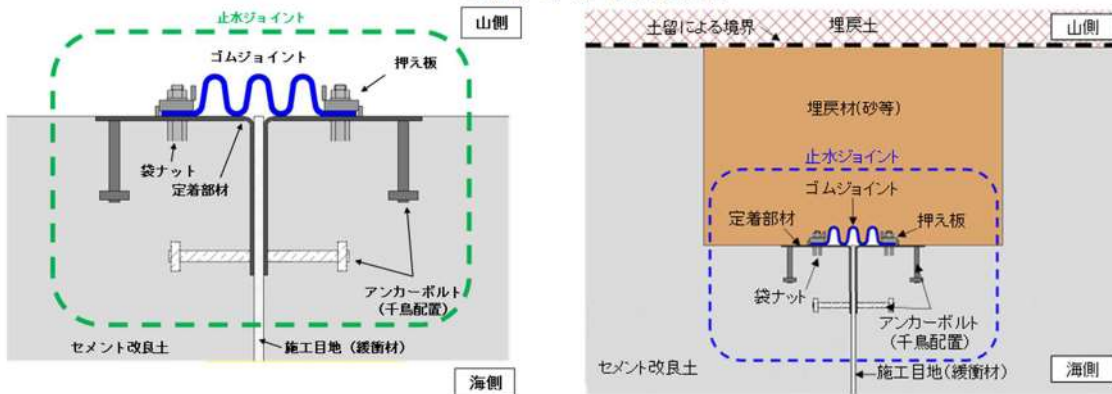 止水ジョイント
山側
ゴムジョイント
押え板
袋ナット
定着部材
アンカーボルト
(千鳥配置)
セメント改良土
施工目地(緩衝材)
海側
土留による境界
埋戻土
山側
埋戻材(砂等)
止水ジョイント
ゴムジョイント
定着部材
押え板
袋ナット
アンカーボルト
(千鳥配置)
セメント改良土
施工目地(緩衝材)
海側